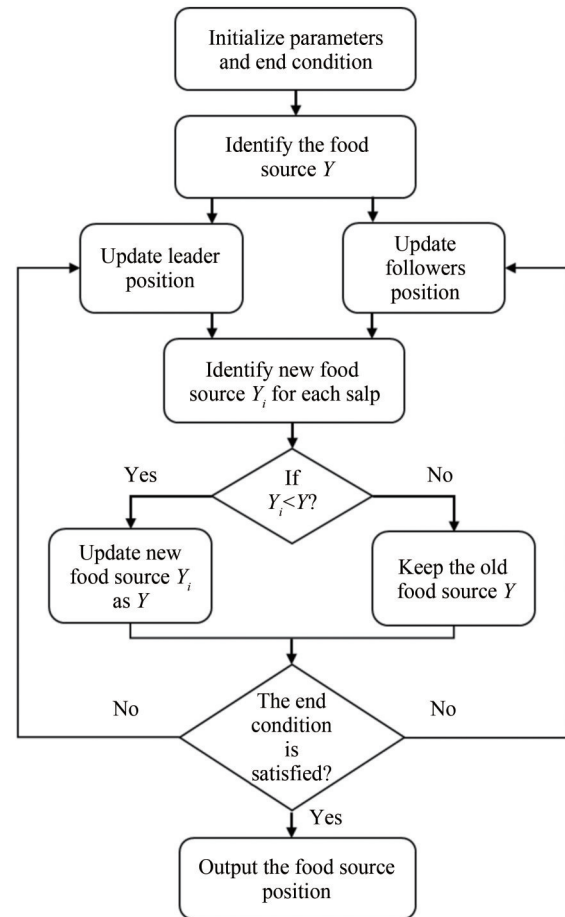 Initialize parameters
and end condition
Identify the food
source Y
Update leader
position
Update
followers
position
Identify new food
source Y_i for each salp
If
Y_i<Y?
Yes
No
Update new
food source Y_i
as Y
Keep the old
food source Y
The end
condition
is
satisfied?
No
No
Yes
Output the food source
position